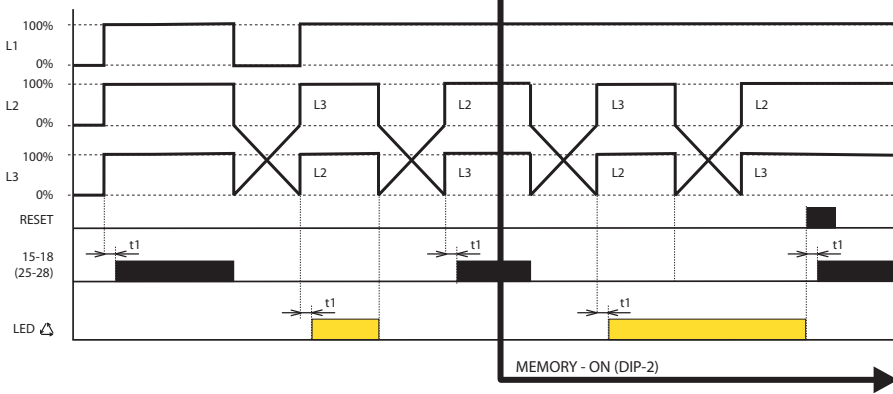 100%
L1
0%
100%
L2
L3
L2
L3
L2
0%
100%
L3
L2
L3
L2
L3
0%
RESET
15-18
(25-28)
t1
t1
t1
LED
t1
t1
MEMORY - ON (DIP-2)